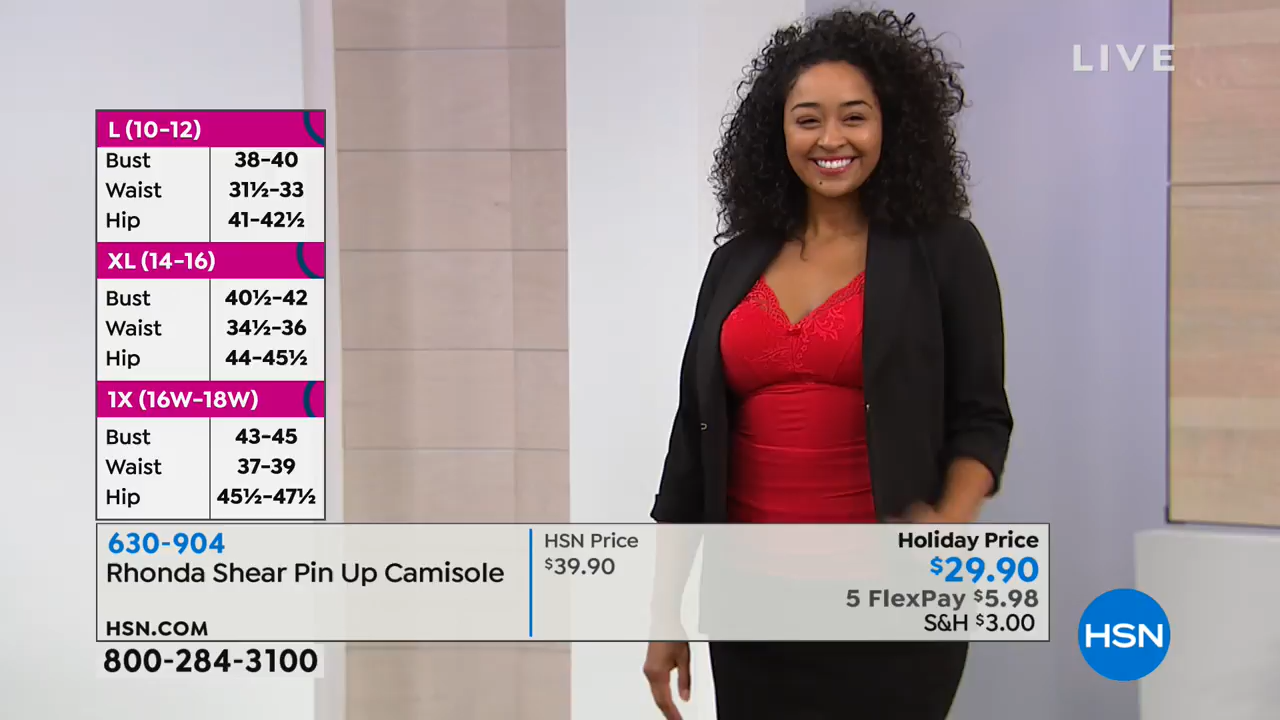 LIVE
L (10-12)
Bust 38-40
Waist 31½-33
Hip 41-42½
XL (14-16)
Bust 40½-42
Waist 34½-36
Hip 44-45½
1X (16W-18W)
Bust 43-45
Waist 37-39
Hip 45½-47½
630-904
Rhonda Shear Pin Up Camisole
HSN.COM
HSN Price
$39.90
Holiday Price
$29.90
5 FlexPay $5.98
S&H $3.00
800-284-3100
HSN